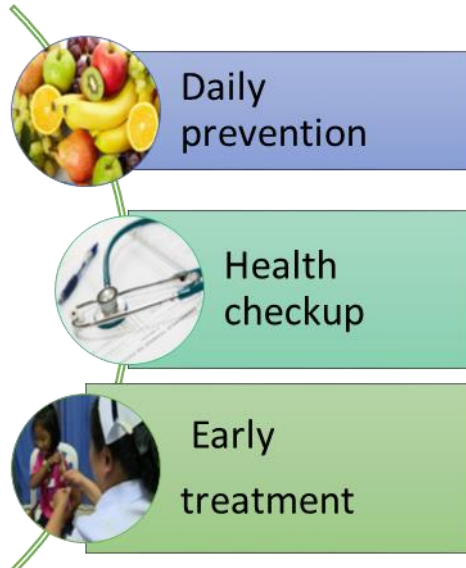 Daily
prevention
Health
checkup
Early
treatment